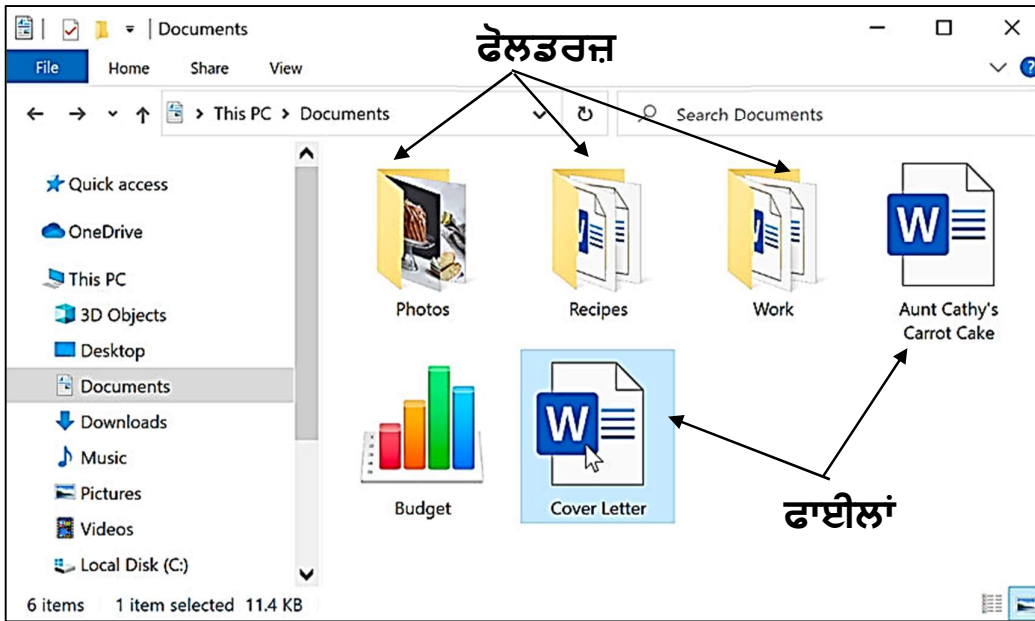 Documents
ਫੋਲਡਰਜ਼
File Home Share View
This PC > Documents
Search Documents
Quick access
OneDrive
This PC
3D Objects
Desktop
Documents
Downloads
Music
Pictures
Videos
Local Disk (C:)
Photos Recipes Work Aunt Cathy's
Carrot Cake
Budget Cover Letter
ਫਾਈਲਾਂ
6 items 1 item selected 11.4 KB